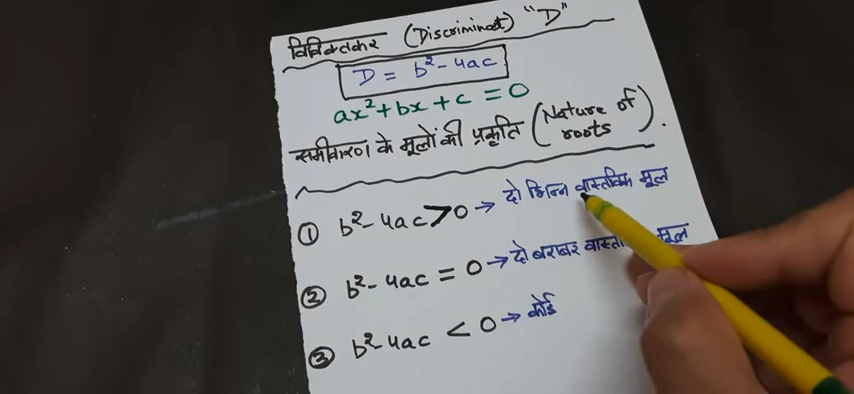 विविक्तकर (Discriminant) "D"
D = b²-4ac
ax²+bx+c = 0
समीकरण के मूलों की प्रकृति (Nature of roots).
① b²-4ac > 0 → दो भिन्न वास्तविक मूल
② b²-4ac = 0 → दो बराबर मूल
③ b²-4ac < 0 → कोई